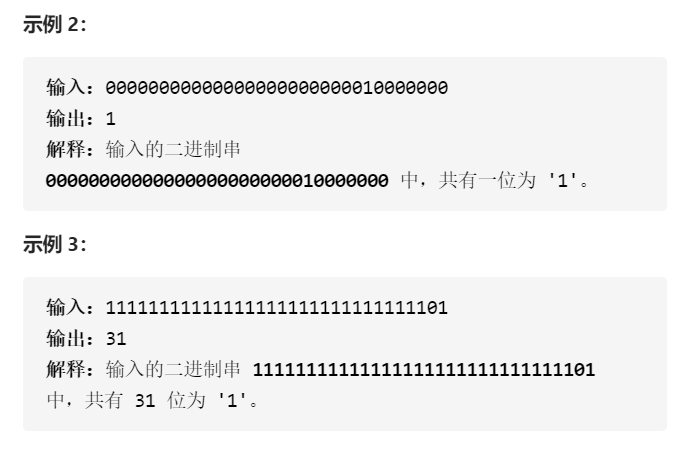 示例 2：
输入：00000000000000000000000010000000
输出：1
解释：输入的二进制串
00000000000000000000000010000000 中，共有一位为 '1'。
示例 3：
输入：11111111111111111111111111111101
输出：31
解释：输入的二进制串 11111111111111111111111111111101
中，共有 31 位为 '1'。